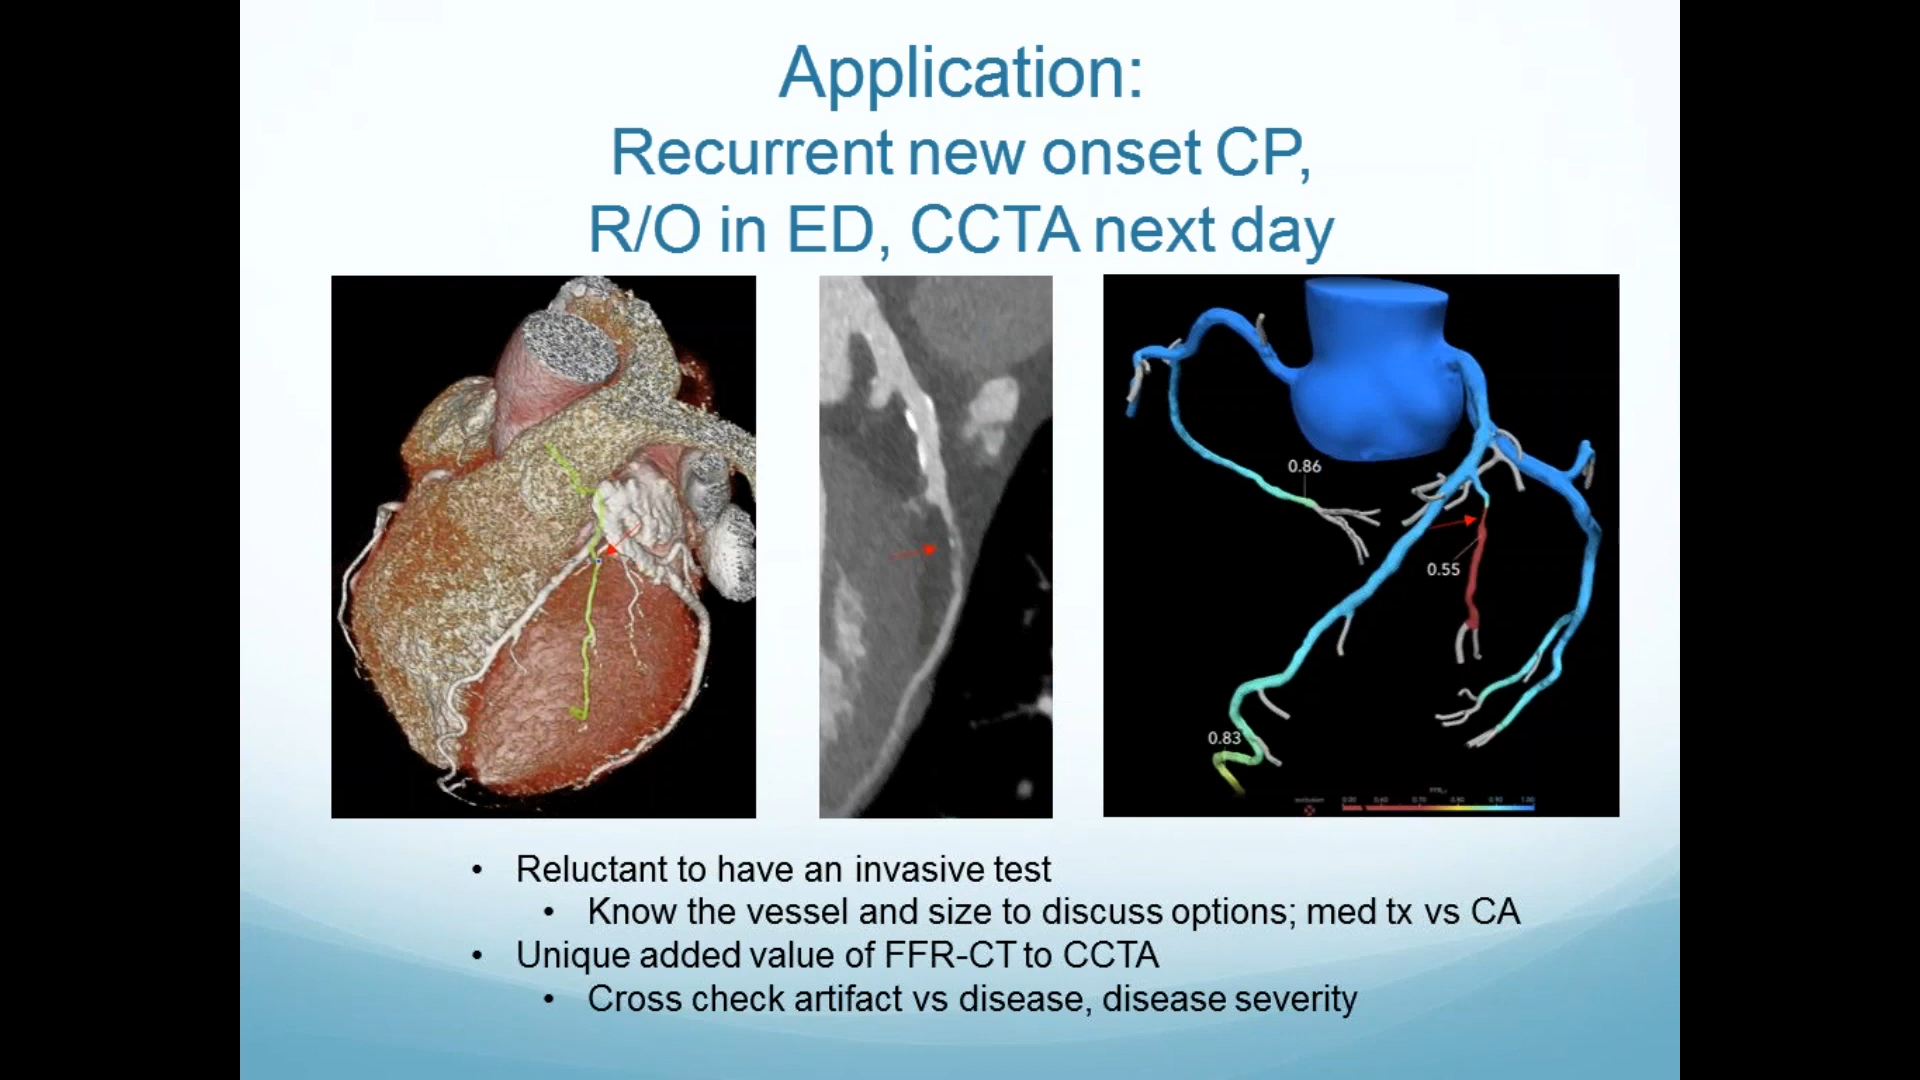 Application:
Recurrent new onset CP,
R/O in ED, CCTA next day
0.86
0.55
0.83
• Reluctant to have an invasive test
• Know the vessel and size to discuss options; med tx vs CA
• Unique added value of FFR-CT to CCTA
• Cross check artifact vs disease, disease severity